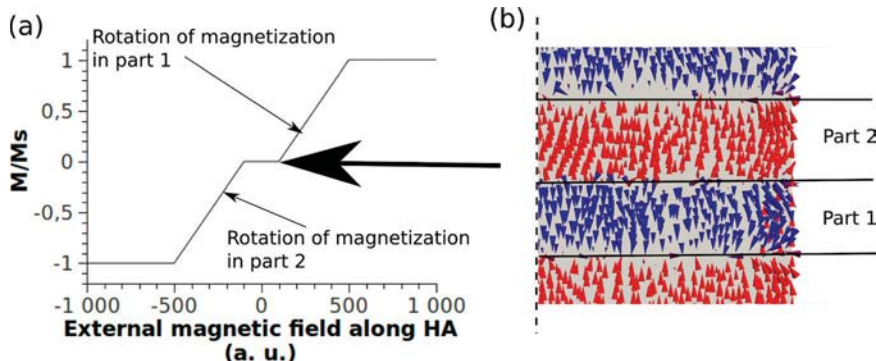 (a)
Rotation of magnetization
in part 1
1
0,5
0
-0,5
-1
M/Ms
Rotation of magnetization
in part 2
-1 000 -500 0 500 1 000
External magnetic field along HA
(a. u.)
(b)
Part 2
Part 1